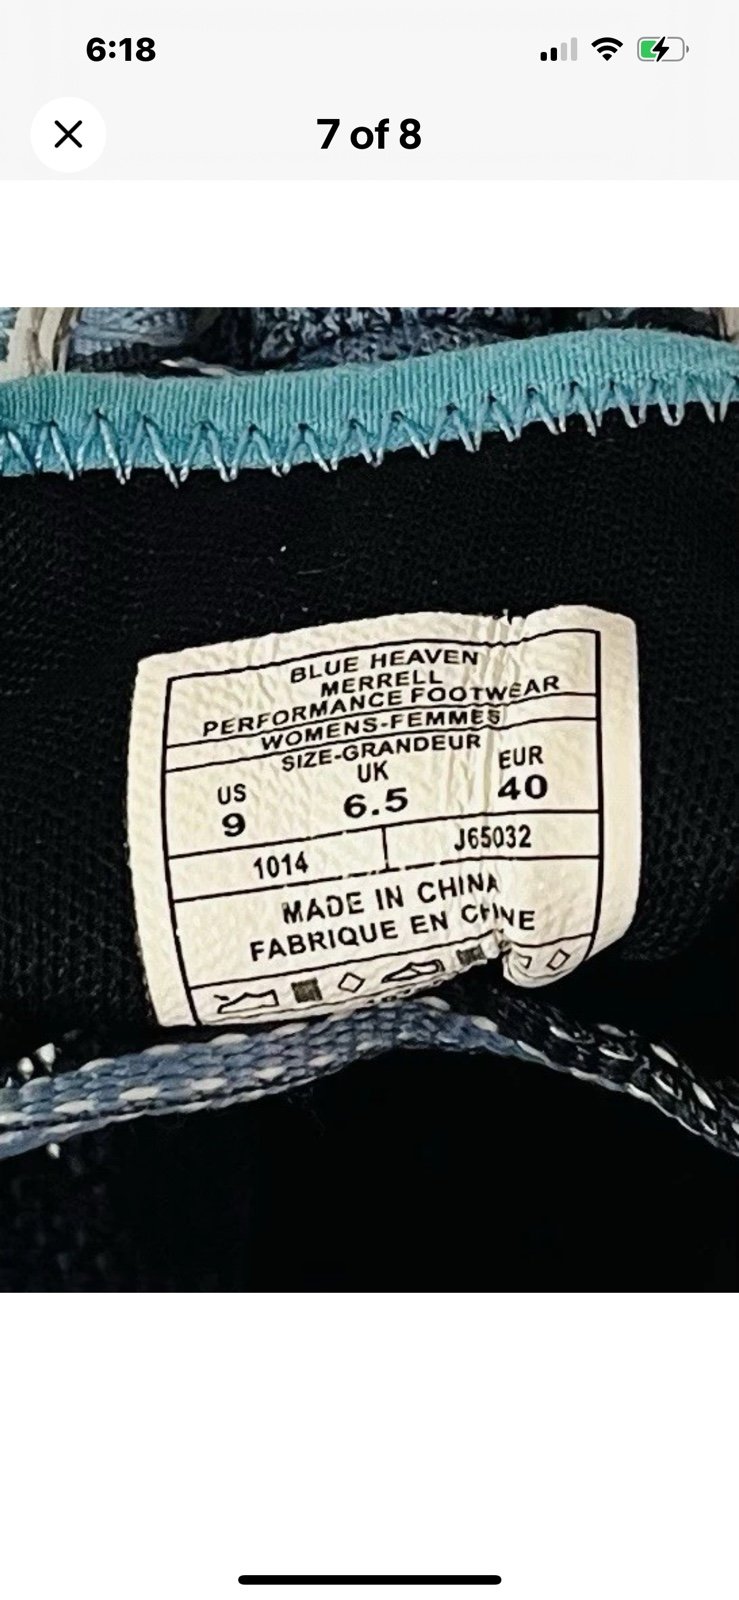 6:18
7 of 8
BLUE HEAVEN
MERRELL
PERFORMANCE FOOTWEAR
WOMENS-FEMMES
SIZE-GRANDEUR
US UK EUR
9 6.5 40
1014 J65032
MADE IN CHINA
FABRIQUE EN CHINE